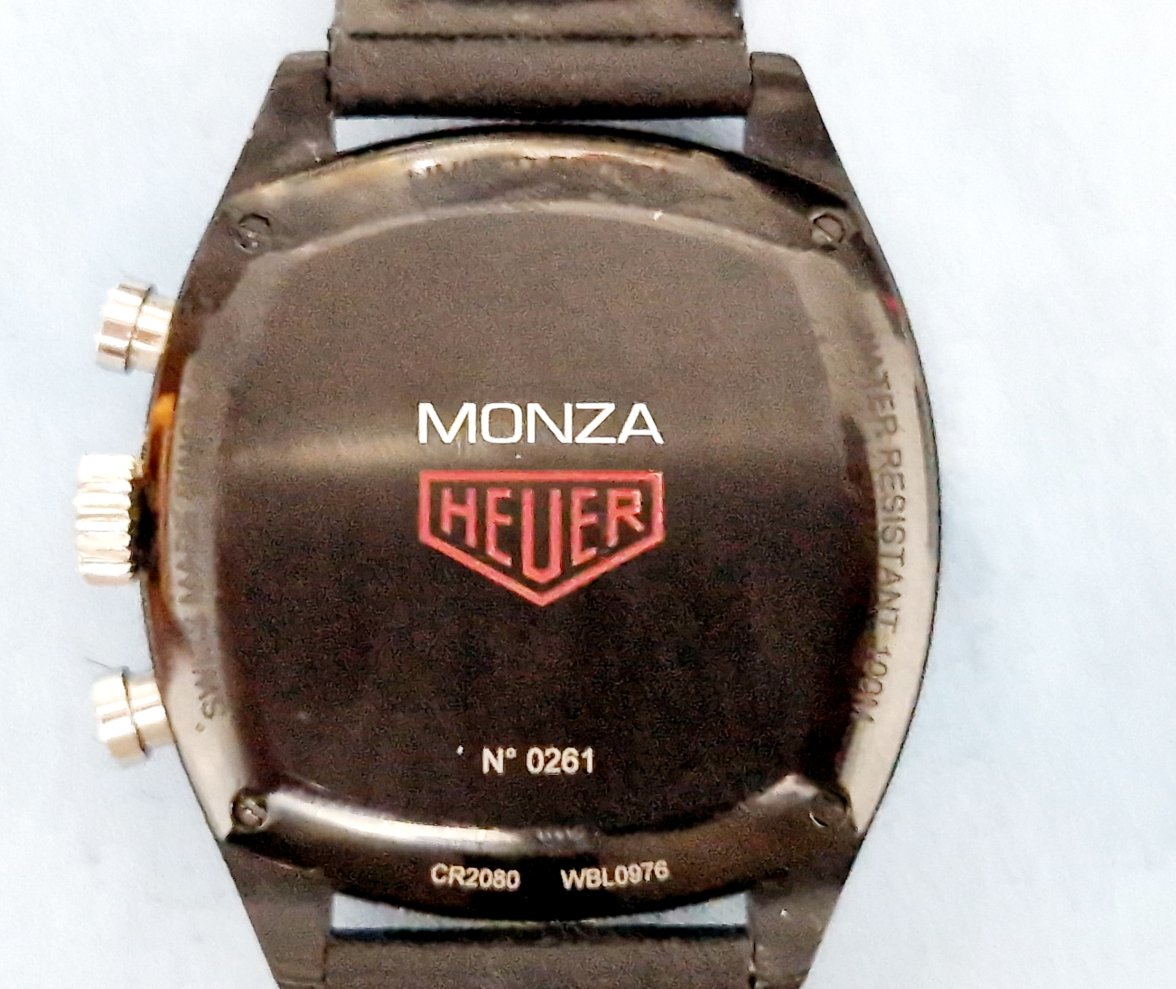 MONZA
HEUER
N° 0261
CR2080 WBL0976
WATER RESISTANT 100M